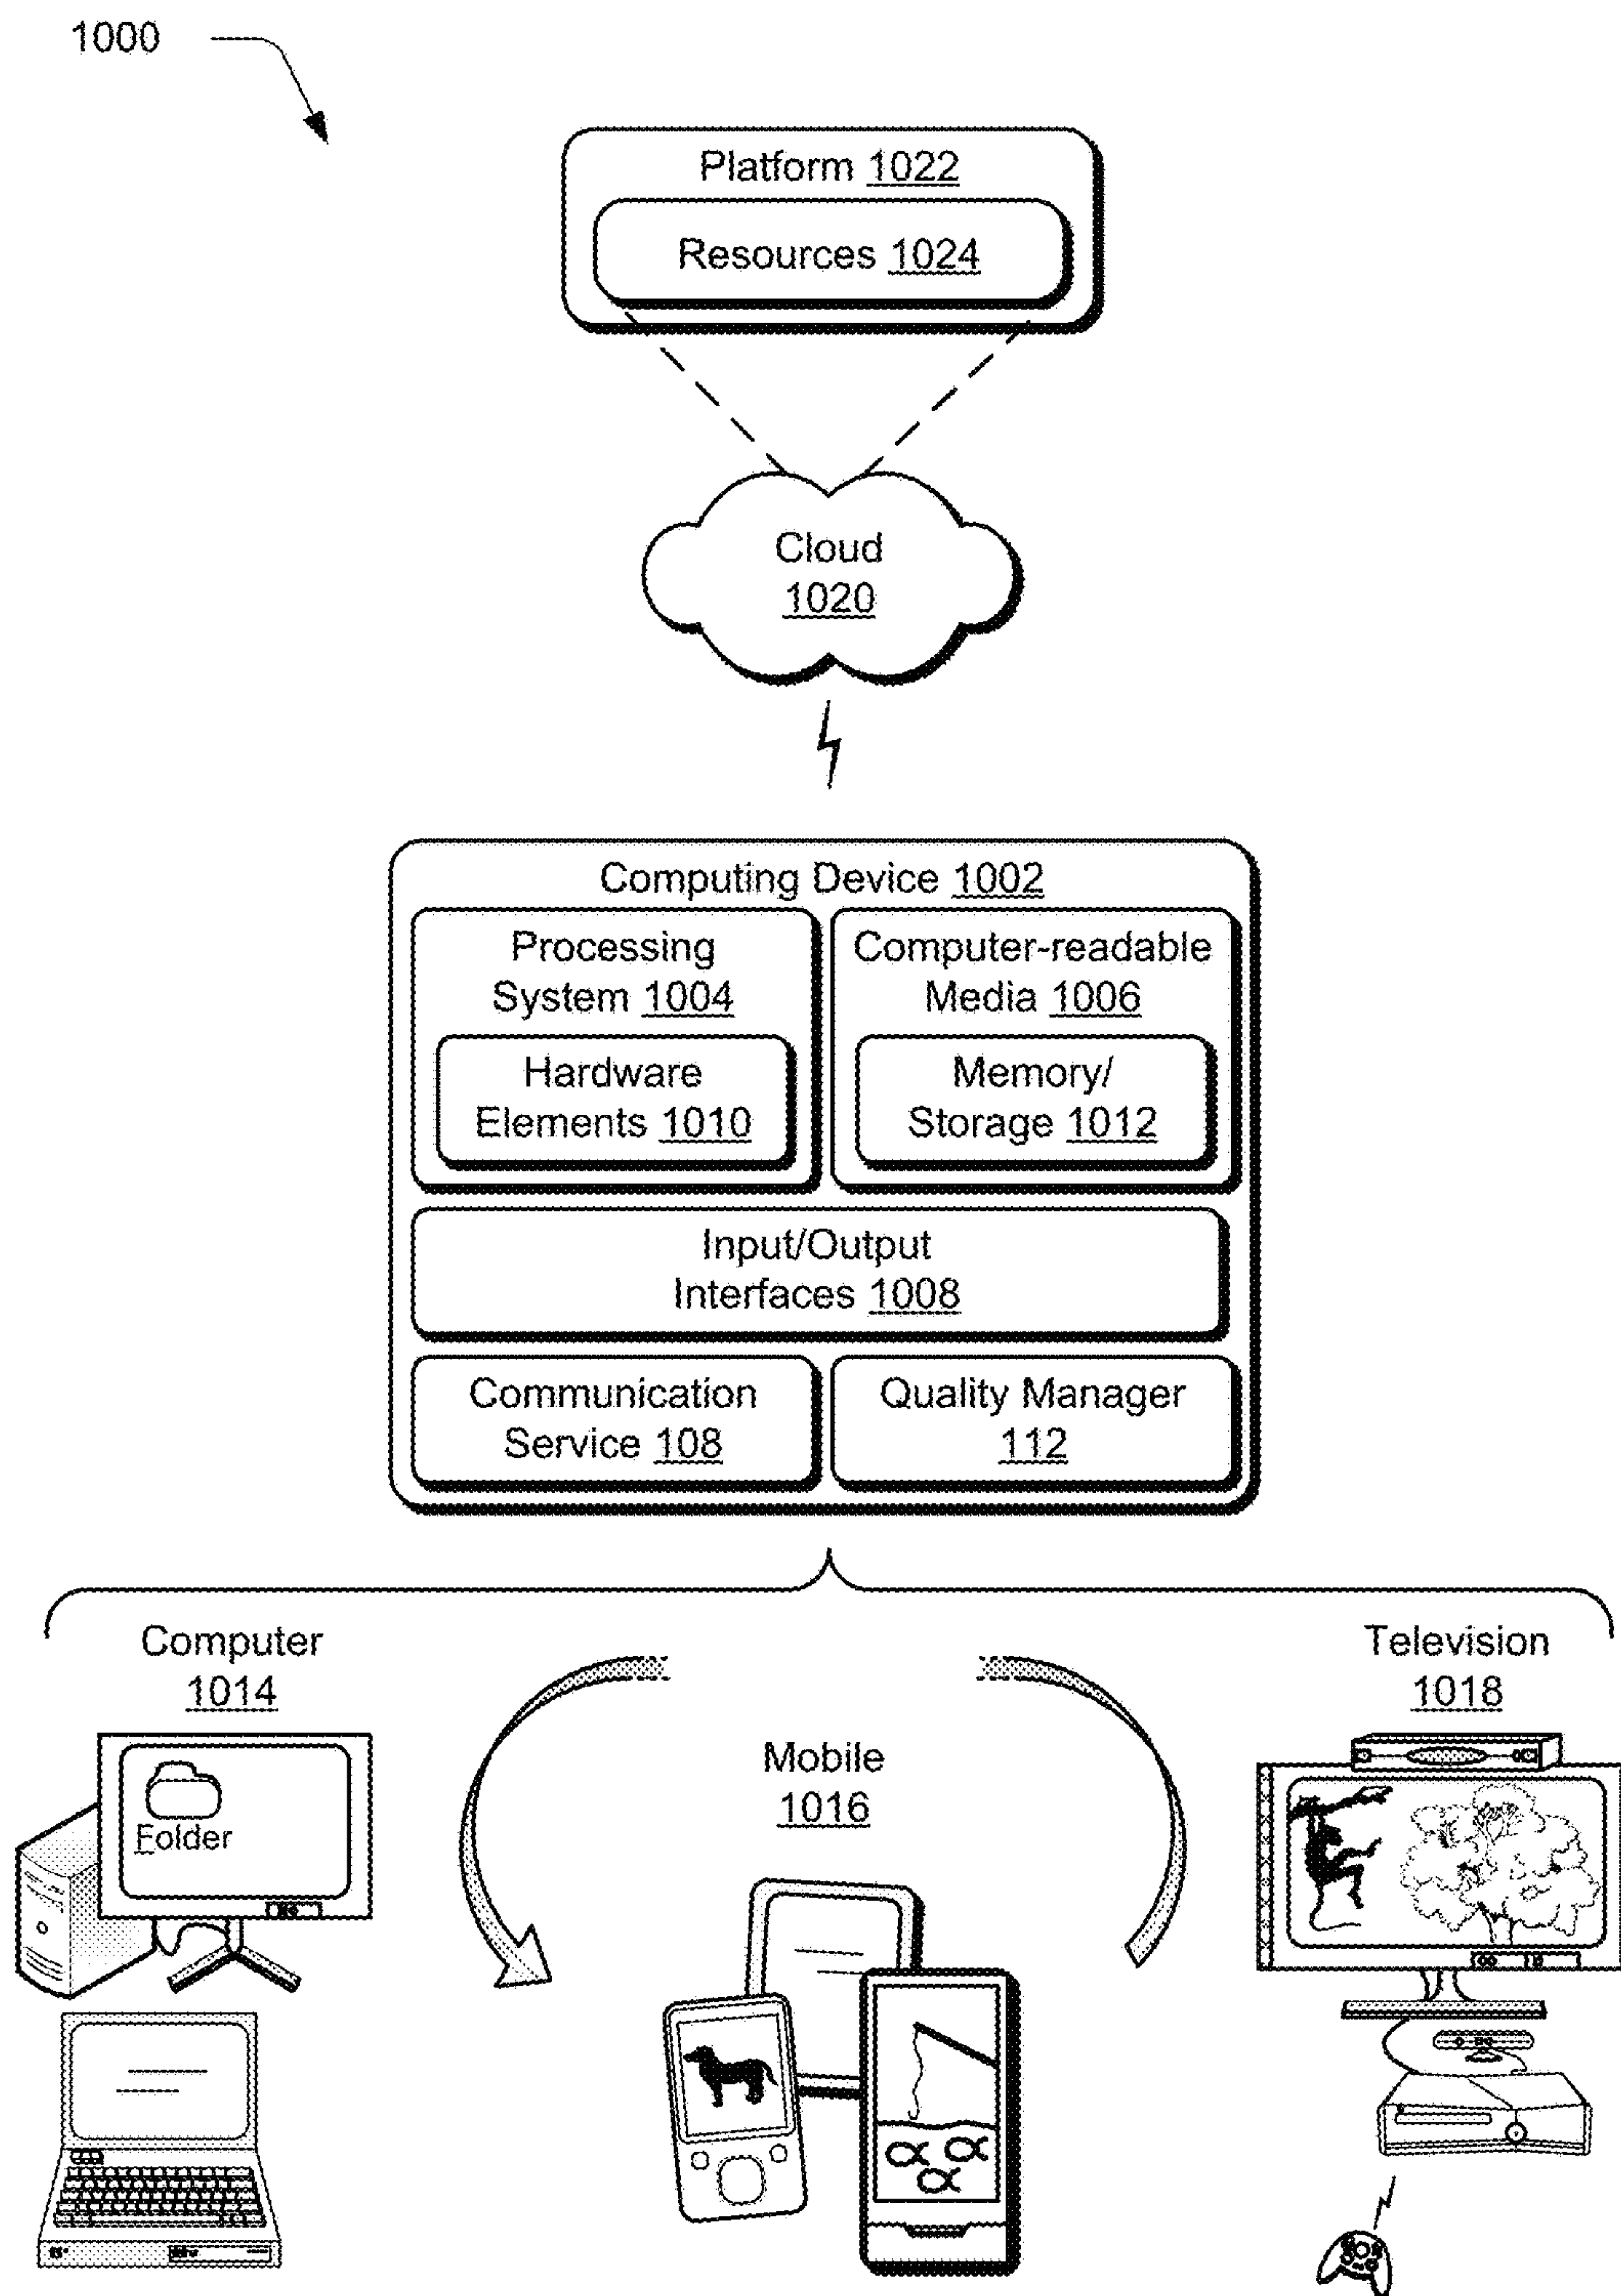 1000
Platform 1022
Resources 1024
Cloud
1020
Computing Device 1002
Processing
System 1004
Hardware
Elements 1010
Computer-readable
Media 1006
Memory/
Storage 1012
Input/Output
Interfaces 1008
Communication
Service 108
Quality Manager
112
Computer
1014
Folder
Mobile
1016
Television
1018